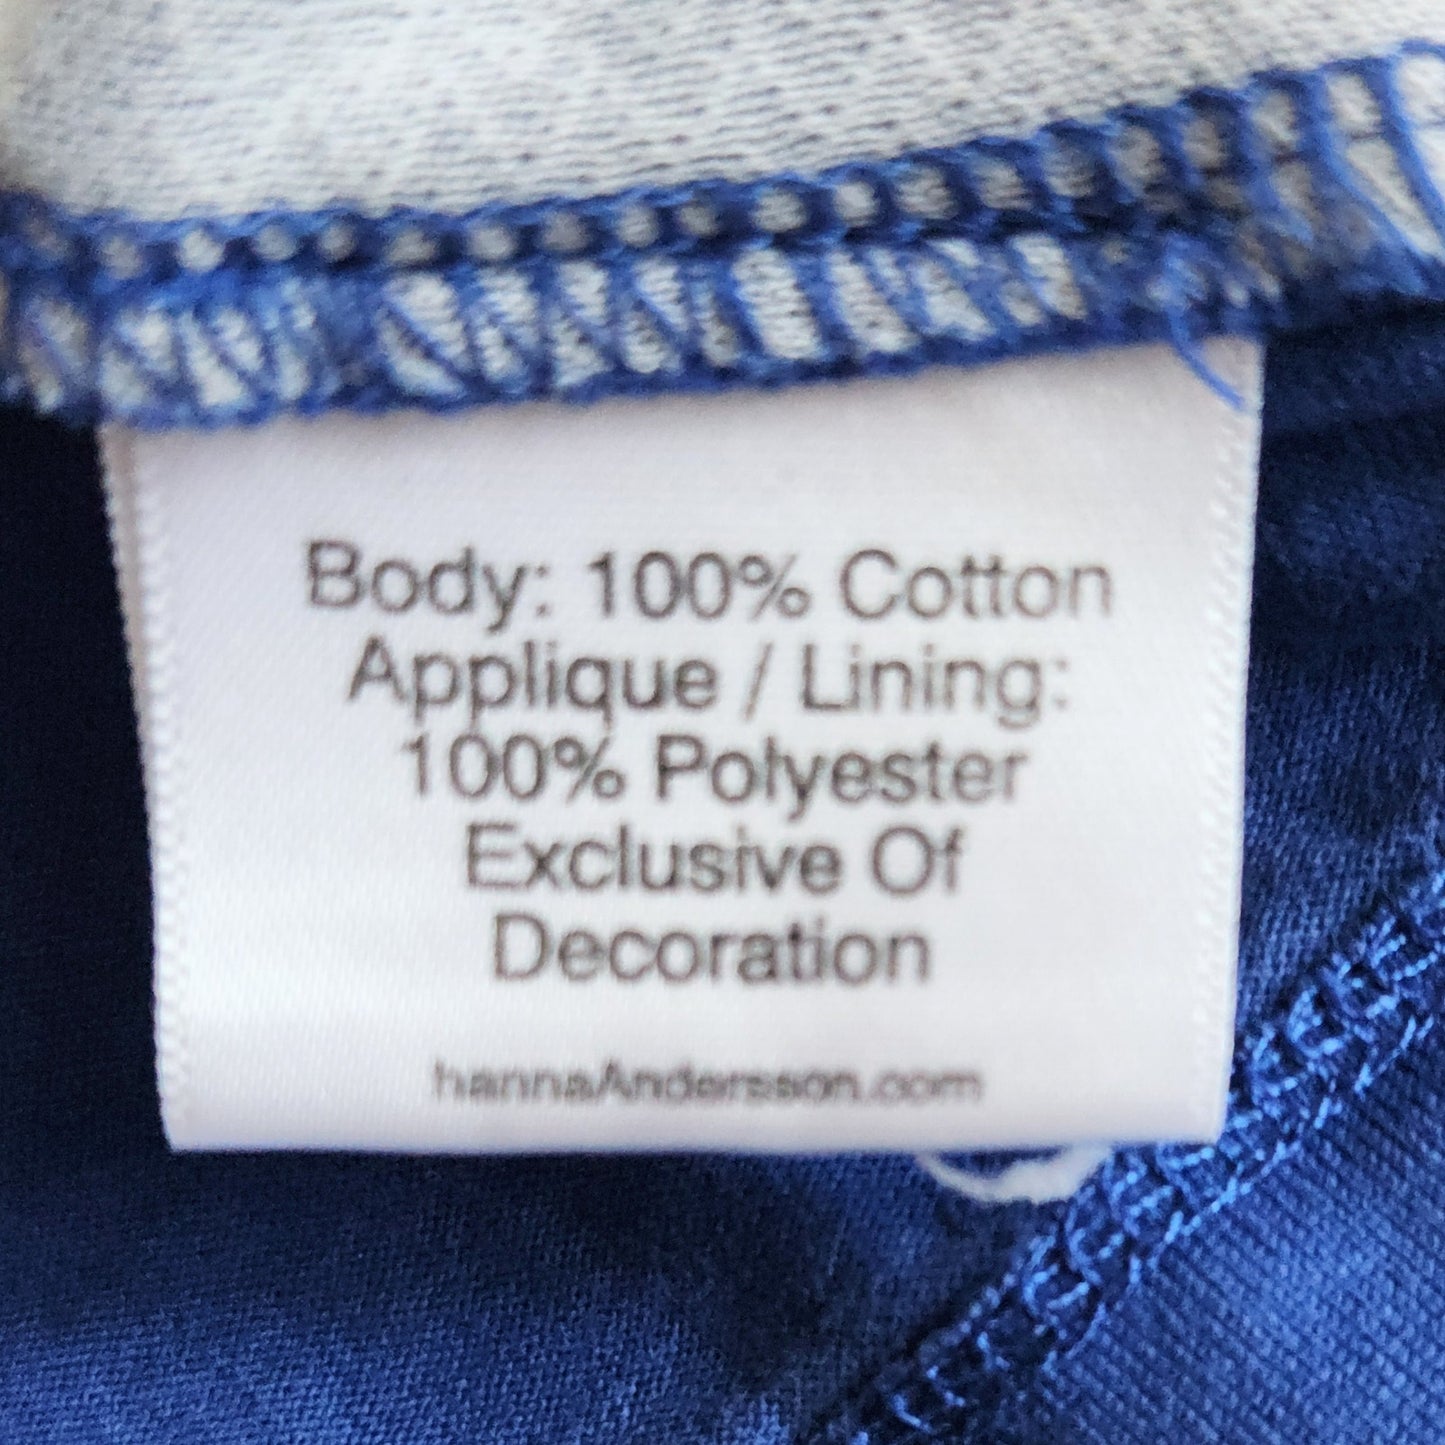 Body: 100% Cotton
Applique / Lining:
100% Polyester
Exclusive Of
Decoration
hannaAndersson.com